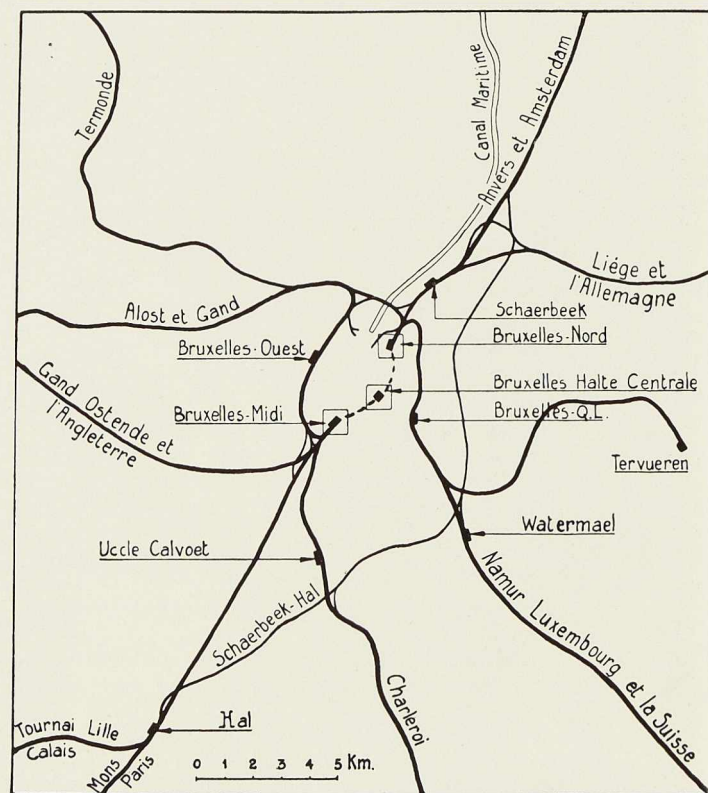 Termonde
Canal Maritime
Anvers et Amsterdam
Liége et
l'Allemagne
Alost et Gand
Schaerbeek
Bruxelles-Nord
Bruxelles-Ouest
Gand Ostende et
l'Angleterre
Bruxelles Halte Centrale
Bruxelles-Midi
Bruxelles-Q.L.
Tervueren
Watermael
Uccle Calvoet
Schaerbeek-Hal
Namur Luxembourg et la Suisse
Charleroi
Hal
Tournai Lille
Calais
Mons
Paris
0 1 2 3 4 5 Km.